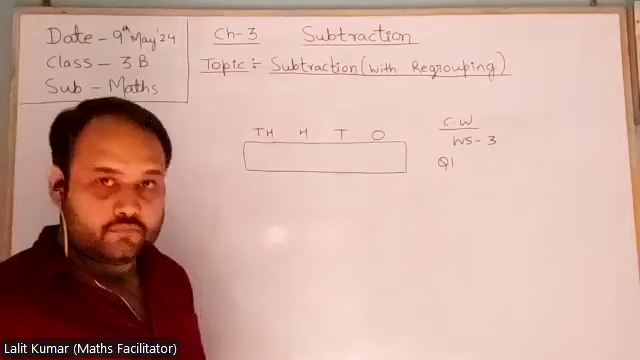 Date - 9th May'24
Class - 3 B
Sub - Maths
Ch-3 Subtraction
Topic :- Subtraction (with Regrouping)
TH H T O
C.W
WS - 3
Q1
Lalit Kumar (Maths Facilitator)